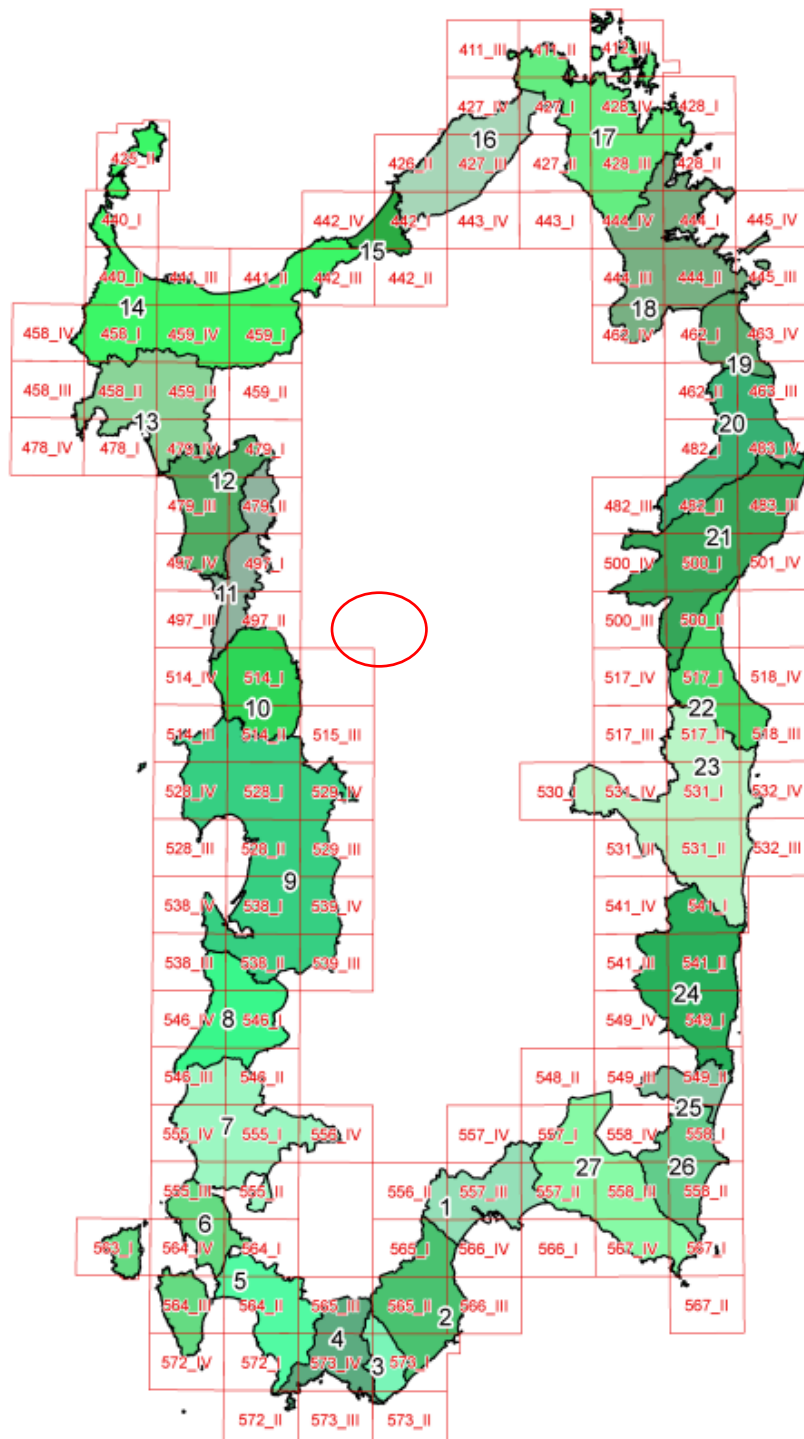 411_III 411_II 412_III
427_IV 427_I 428_IV 428_I
16 17
425_II 426_II 427_III 427_II 428_III 428_II
440_I 442_IV 442_I 443_IV 443_I 444_IV 444_I 445_IV
15
440_II 441_III 441_II 442_III 442_II 444_III 444_II 445_III
14 18
458_IV 458_I 459_IV 459_I 462_IV 462_I 463_IV
19
458_III 458_II 459_III 459_II 462_II 463_III
13 20
478_IV 478_I 479_IV 479_I 482_I 483_IV
12
479_III 479_II 482_III 482_II 483_III
21
497_IV 497_I 500_IV 500_I 501_IV
11
497_III 497_II 500_III 500_II
514_IV 514_I 517_IV 517_I 518_IV
10 22
514_III 514_II 515_III 517_III 517_II 518_III
23
528_IV 528_I 529_IV 530_I 531_IV 531_I 532_IV
528_III 528_II 529_III 531_III 531_II 532_III
9
538_IV 538_I 539_IV 541_IV 541_I
538_III 538_II 539_III 541_III 541_II
24
546_IV 546_I 549_IV 549_I
8
546_III 546_II 548_II 549_III 549_II
25
555_IV 555_I 556_IV 557_IV 557_I 558_IV 558_I
7
27 26
555_III 555_II 556_II 557_III 557_II 558_III 558_II
1
6
563_I 564_IV 564_I 565_I 566_IV 566_I 567_IV 567_I
5
564_III 564_II 565_III 565_II 566_III 567_II
2
4
572_IV 572_I 573_IV 573_I
3
572_II 573_III 573_II